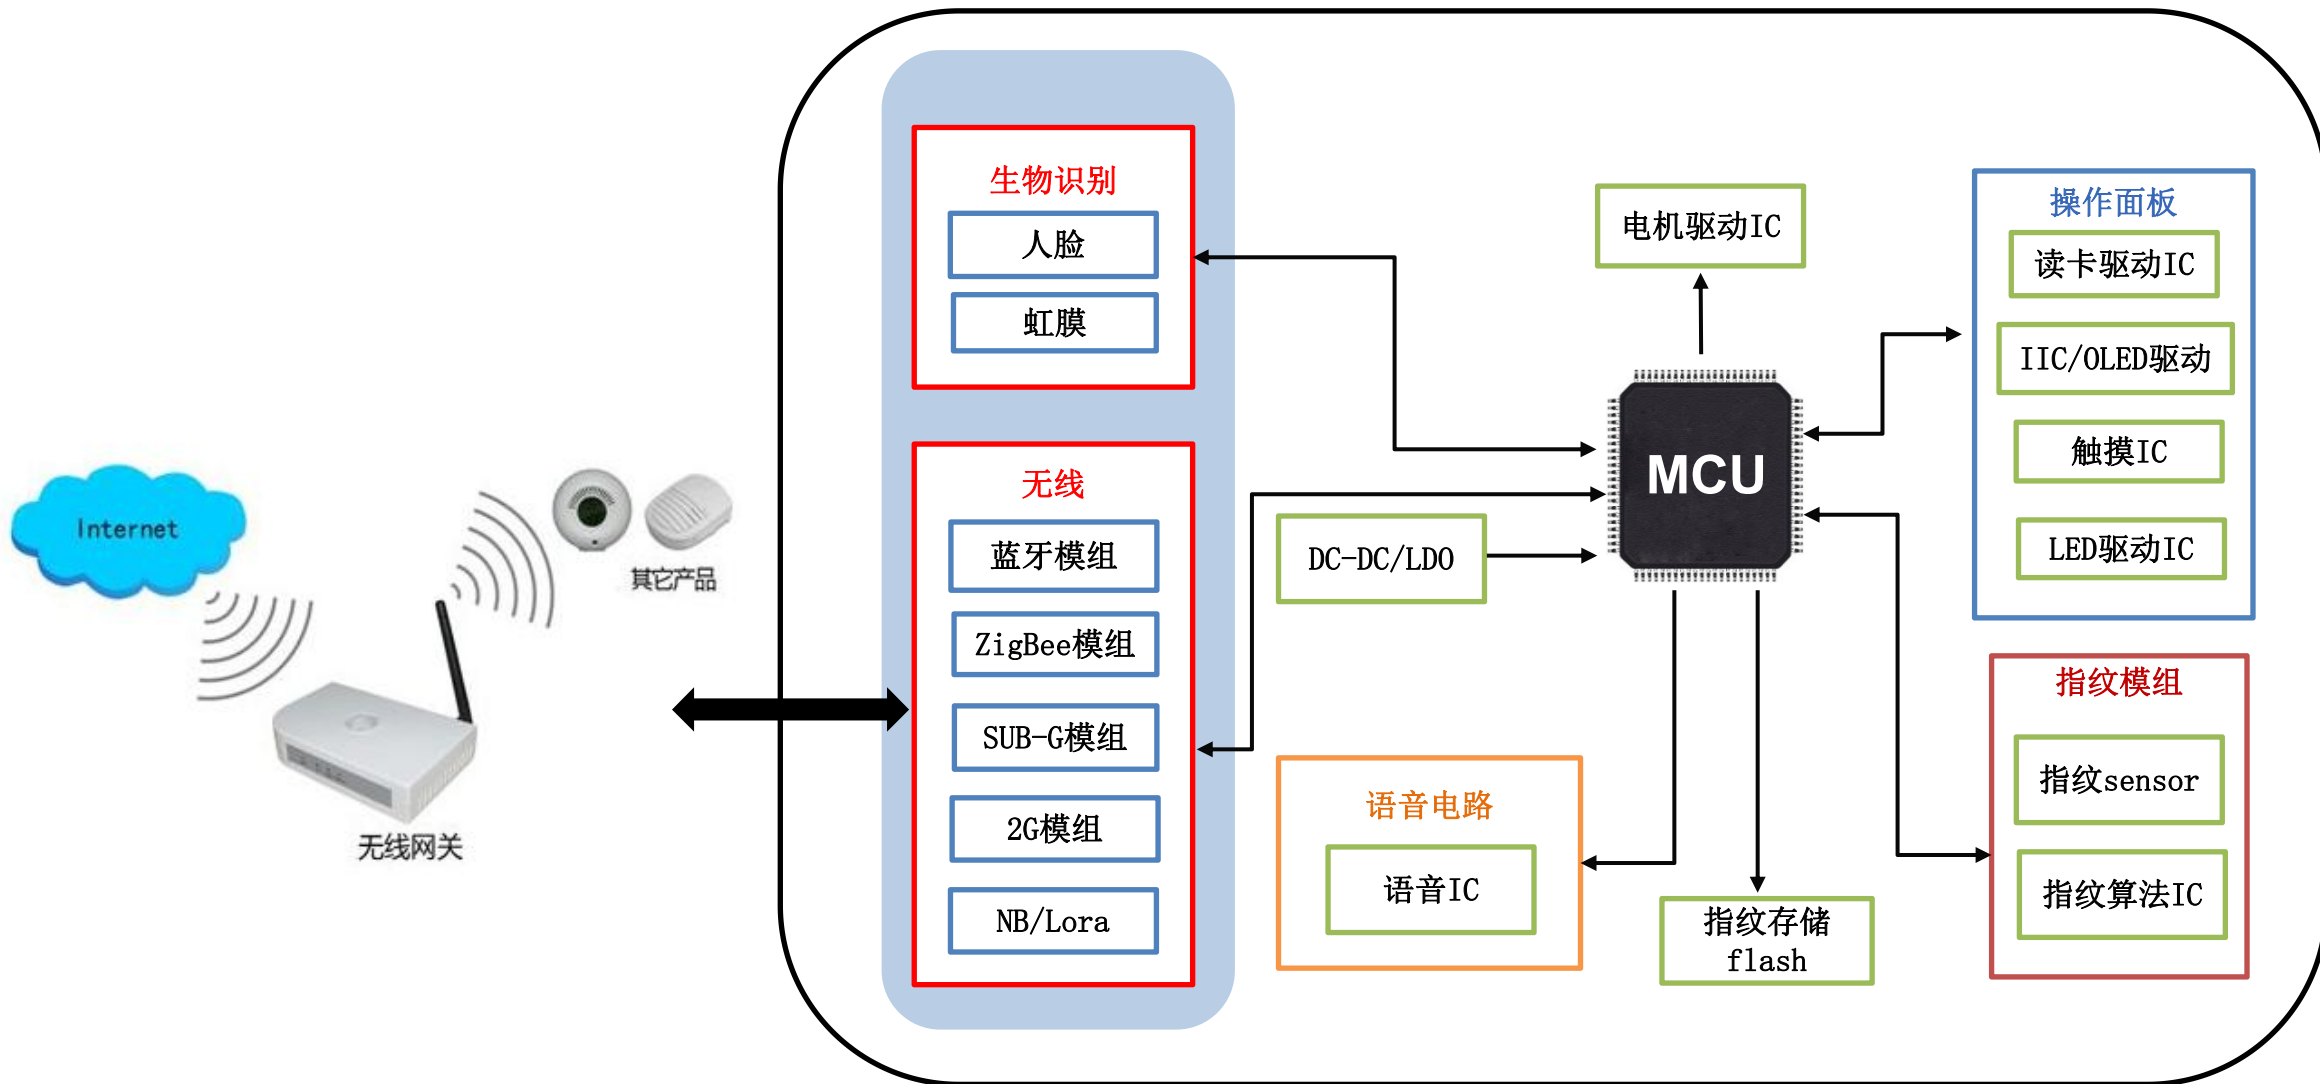 生物识别
人脸
虹膜
无线
蓝牙模组
ZigBee模组
SUB-G模组
2G模组
NB/Lora
Internet
其它产品
无线网关
电机驱动IC
MCU
DC-DC/LDO
语音电路
语音IC
指纹存储
flash
操作面板
读卡驱动IC
IIC/OLED驱动
触摸IC
LED驱动IC
指纹模组
指纹sensor
指纹算法IC